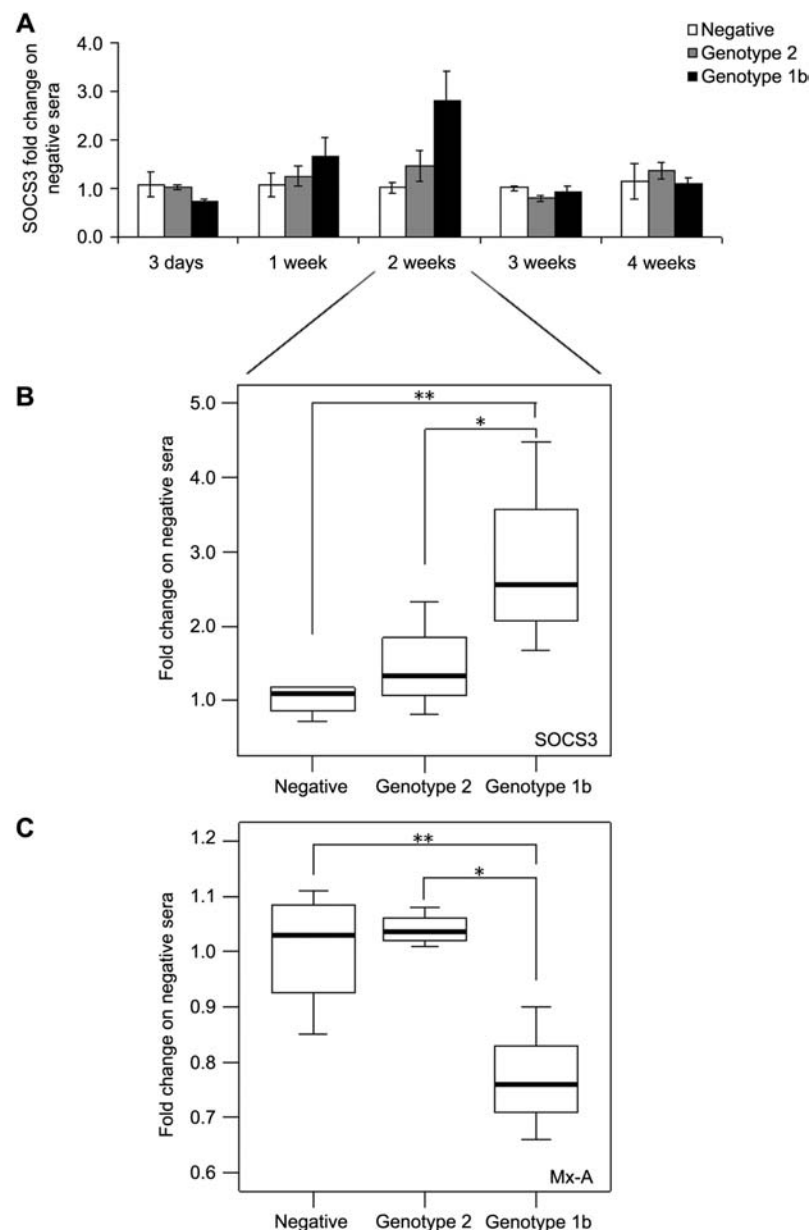 A
Negative
Genotype 2
Genotype 1b
SOCS3 fold change on
negative sera
4.0
3.0
2.0
1.0
0.0
3 days 1 week 2 weeks 3 weeks 4 weeks
B
Fold change on negative sera
5.0
4.0
3.0
2.0
1.0
**
*
SOCS3
Negative Genotype 2 Genotype 1b
C
Fold change on negative sera
1.2
1.1
1.0
0.9
0.8
0.7
0.6
**
*
Mx-A
Negative Genotype 2 Genotype 1b